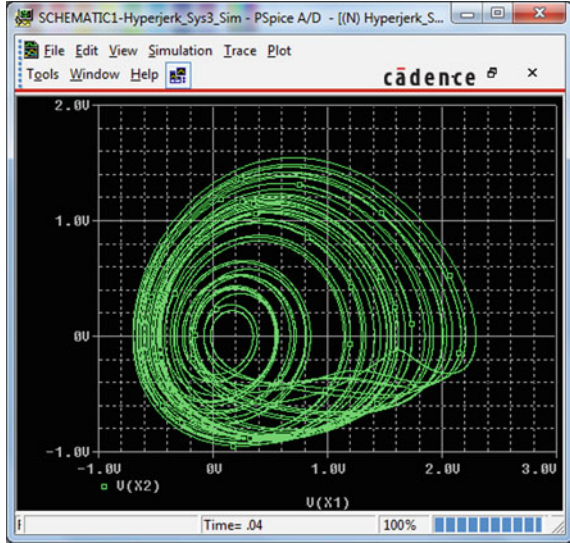 SCHEMATIC1-Hyperjerk_Sys3_Sim - PSpice A/D - [(N) Hyperjerk_S...
File Edit View Simulation Trace Plot
Tools Window Help cādence
2.0V
1.0V
0V
-1.0V
-1.0V 0V 1.0V 2.0V 3.0V
V(X2)
V(X1)
Time= .04 100%